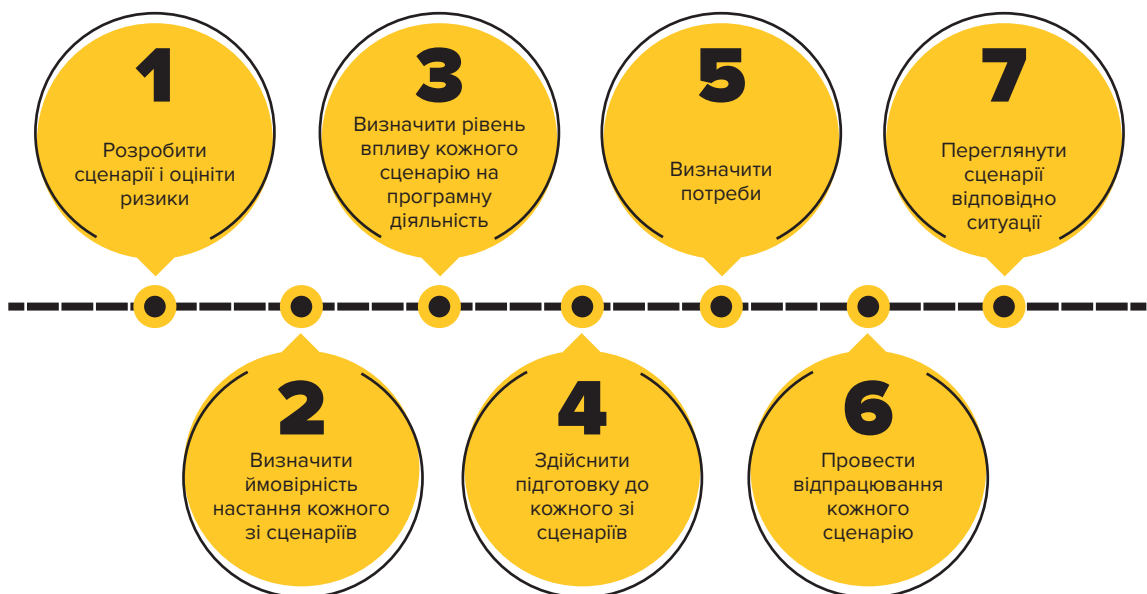 1
Розробити
сценарії і оцініти
ризики
2
Визначити
ймовірність
настання кожного
зі сценаріїв
3
Визначити рівень
впливу кожного
сценарію на
програмну
діяльність
4
Здійснити
підготовку до
кожного зі
сценаріїв
5
Визначити
потреби
6
Провести
відпрацювання
кожного
сценарію
7
Переглянути
сценарії
відповідно
ситуації